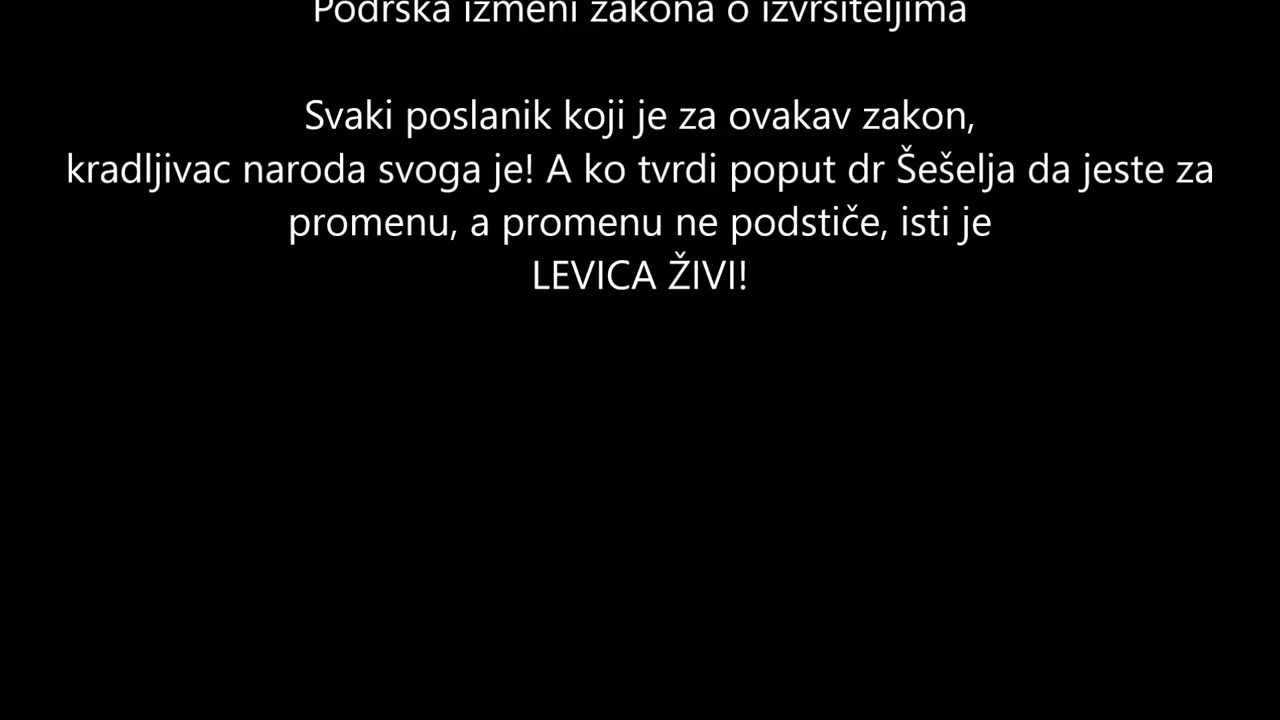 Podrška izmeni zakona o izvršiteljima
Svaki poslanik koji je za ovakav zakon,
kradljivac naroda svoga je! A ko tvrdi poput dr Šešelja da jeste za
promenu, a promenu ne podstiče, isti je
LEVICA ŽIVI!